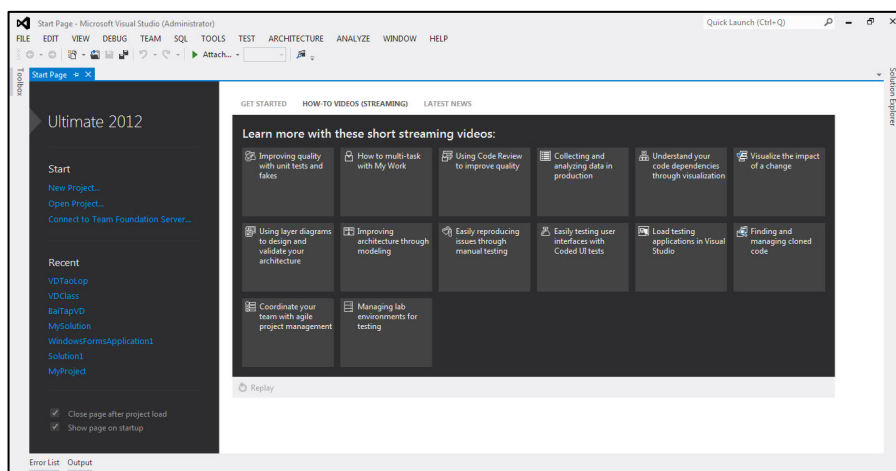 Start Page - Microsoft Visual Studio (Administrator)
Quick Launch (Ctrl+Q)
FILE EDIT VIEW DEBUG TEAM SQL TOOLS TEST ARCHITECTURE ANALYZE WINDOW HELP
Attach...
Toolbox
Start Page
Solution Explorer
Ultimate 2012
Start
New Project...
Open Project...
Connect to Team Foundation Server...
Recent
VDTaoLop
VDClass
BaiTapVD
MySolution
WindowsFormsApplication1
Solution1
MyProject
Close page after project load
Show page on startup
GET STARTED HOW-TO VIDEOS (STREAMING) LATEST NEWS
Learn more with these short streaming videos:
Improving quality
with unit tests and
fakes
How to multi-task
with My Work
Using Code Review
to improve quality
Collecting and
analyzing data in
production
Understand your
code dependencies
through visualization
Visualize the impact
of a change
Using layer diagrams
to design and
validate your
architecture
Improving
architecture through
modeling
Easily reproducing
issues through
manual testing
Easily testing user
interfaces with
Coded UI tests
Load testing
applications in Visual
Studio
Finding and
managing cloned
code
Coordinate your
team with agile
project management
Managing lab
environments for
testing
Replay
Error List Output